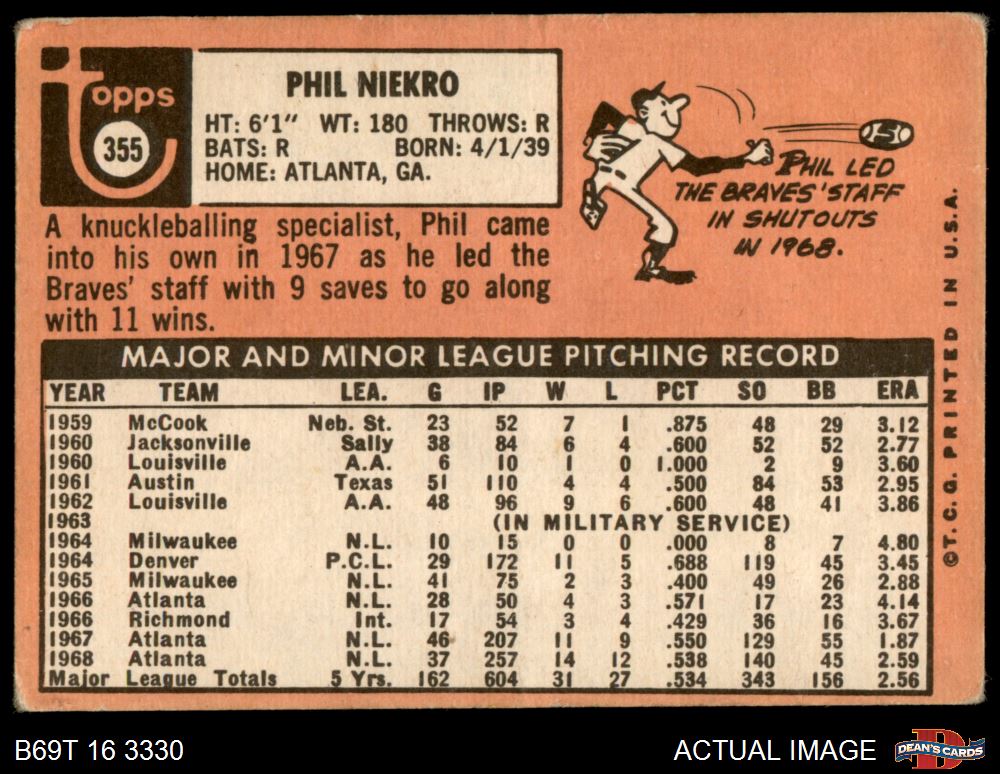 topps
355
PHIL NIEKRO
HT: 6'1" WT: 180 THROWS: R
BATS: R BORN: 4/1/39
HOME: ATLANTA, GA.
PHIL LED
THE BRAVES' STAFF
IN SHUTOUTS
IN 1968.
A knuckleballing specialist, Phil came
into his own in 1967 as he led the
Braves' staff with 9 saves to go along
with 11 wins.
MAJOR AND MINOR LEAGUE PITCHING RECORD
YEAR TEAM LEA. G IP W L PCT SO BB ERA
1959 McCook Neb. St. 23 52 7 1 .875 48 29 3.12
1960 Jacksonville Sally 38 84 6 4 .600 52 52 2.77
1960 Louisville A.A. 6 10 1 0 1.000 2 9 3.60
1961 Austin Texas 51 110 4 4 .500 84 53 2.95
1962 Louisville A.A. 48 96 9 6 .600 48 41 3.86
1963 (IN MILITARY SERVICE)
1964 Milwaukee N.L. 10 15 0 0 .000 8 7 4.80
1964 Denver P.C.L. 29 172 11 5 .688 119 45 3.45
1965 Milwaukee N.L. 41 75 2 3 .400 49 26 2.88
1966 Atlanta N.L. 28 50 4 3 .571 17 23 4.14
1966 Richmond Int. 17 54 3 4 .429 36 16 3.67
1967 Atlanta N.L. 46 207 11 9 .550 129 55 1.87
1968 Atlanta N.L. 37 257 14 12 .538 140 45 2.59
Major League Totals 5 Yrs. 162 604 31 27 .534 343 156 2.56
©T.C.G. PRINTED IN U.S.A.
B69T 16 3330
ACTUAL IMAGE
DEAN'S CARDS